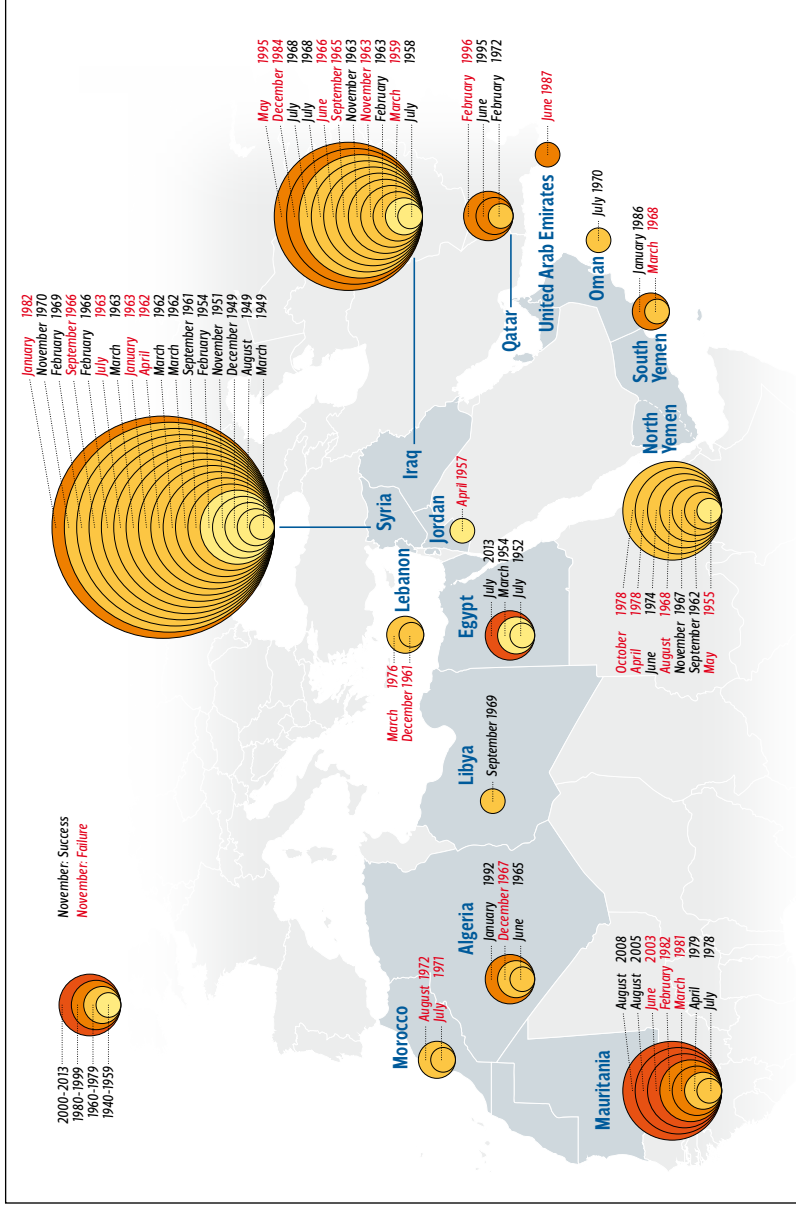 2000-2013
1980-1999
1960-1979
1940-1959
November: Success
November: Failure
January 1982
November 1970
February 1969
September 1966
February 1966
July 1963
March 1963
January 1963
April 1962
March 1962
March 1962
September 1961
February 1954
November 1951
December 1949
August 1949
March 1949
May 1995
December 1984
July 1968
July 1968
June 1966
September 1965
November 1963
November 1963
February 1963
March 1959
July 1958
Syria
Iraq
Lebanon
March 1976
December 1961
Jordan
April 1957
Morocco
August 1972
July 1971
Algeria
January 1992
December 1967
June 1965
Libya
September 1969
Egypt
July 2013
March 1954
July 1952
Qatar
February 1996
June 1995
February 1972
United Arab Emirates
June 1987
Oman
July 1970
Mauritania
August 2008
August 2005
June 2003
February 1982
March 1981
April 1979
July 1978
October 1978
April 1978
June 1974
August 1968
November 1967
September 1962
May 1955
North
Yemen
South
Yemen
January 1986
March 1968